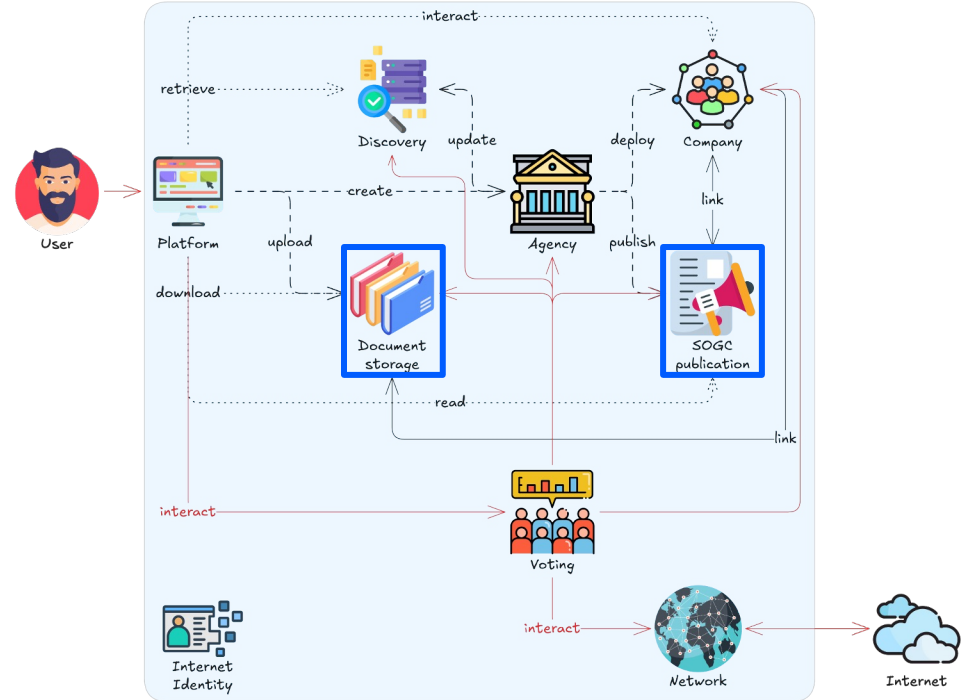 interact
retrieve
Discovery
update
deploy
Company
User
Platform
create
Agency
link
upload
publish
download
Document
storage
SOGC
publication
read
link
interact
Voting
interact
Internet
Identity
Network
Internet